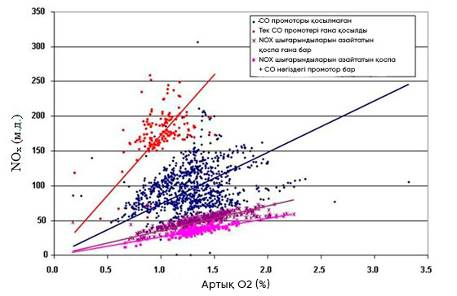 350
300
250
200
150
100
50
0
NOx (м.д.)
-CO промоторы қосылмаған
Тек CO промотері ғана қосылды
NOX шығарындыларын азайтатын
қоспа ғана бар
NOX шығарындыларын азайтатын қоспа
+ CO негіздегі промотор бар
0.0 0.5 1.0 1.5 2.0 2.5 3.0 3.5
Артық O2 (%)